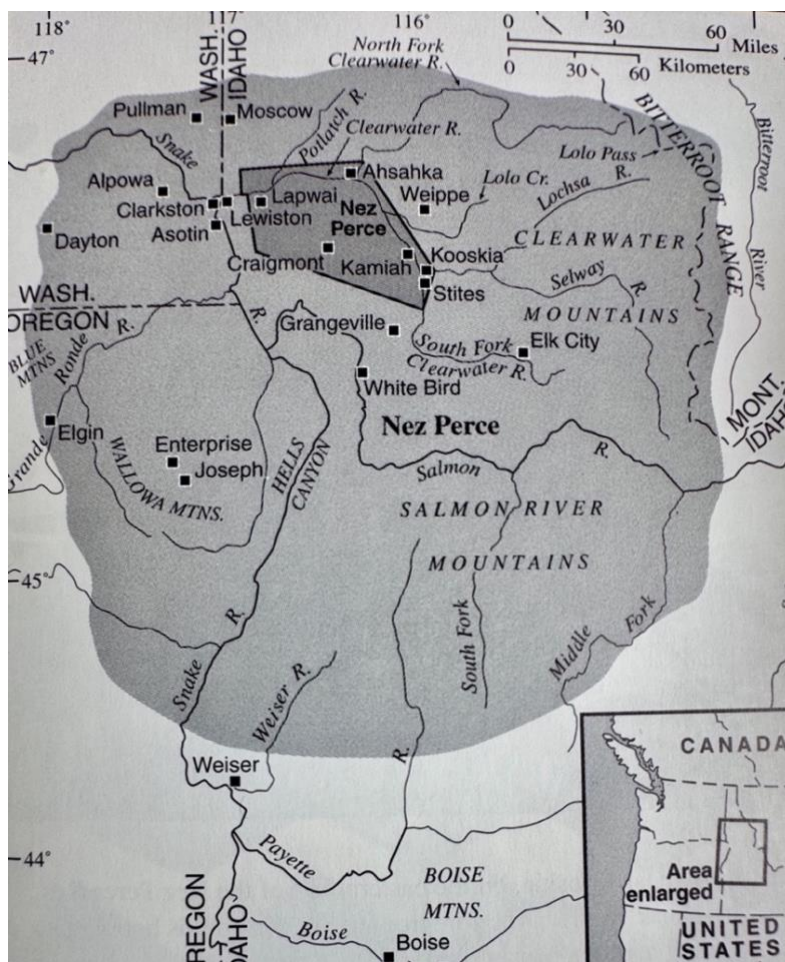 118°
117°
116°
0 30 60 Miles
0 30 60 Kilometers
47°
WASH.
IDAHO
North Fork
Clearwater R.
Pullman
Moscow
Potlatch R.
Clearwater R.
BITTERROOT
RANGE
Bitterroot
River
Lolo Pass
Snake
Alpowa
Ahsahka
Lolo Cr.
Lochsa R.
Clarkston
Lewiston
Lapwai
Weippe
Nez
Perce
Dayton
Asotin
CLEARWATER
Craigmont
Kamiah
Kooskia
Stites
Selway R.
MOUNTAINS
WASH.
OREGON
R.
Grangeville
South Fork
Clearwater R.
Elk City
BLUE
MTNS
Grande
Ronde R.
White Bird
Elgin
Nez Perce
MONT.
IDAHO
Enterprise
Joseph
WALLOWA MTNS.
HELLS
CANYON
Salmon R.
SALMON RIVER
MOUNTAINS
45°
R.
South Fork
Middle Fork
Snake
Weiser R.
Weiser
R.
CANADA
Payette
44°
BOISE
MTNS.
Area
enlarged
OREGON
IDAHO
Boise
Boise
UNITED
STATES